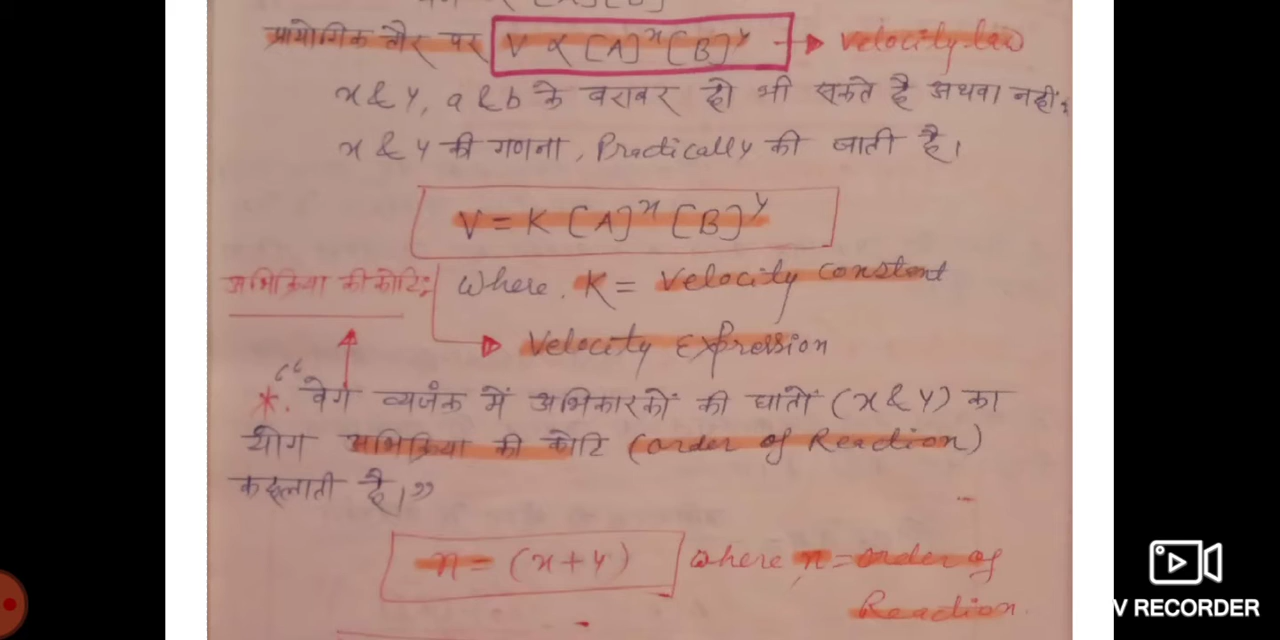 प्रायोगिक तौर पर V ∝ [A]^x [B]^y → Velocity law
x & y, a & b के बराबर हो भी सकते है अथवा नहीं।
x & y की गणना, Practically की जाती है।
V = K [A]^x [B]^y
अभिक्रिया की कोटि:
Where. K = Velocity constant
Velocity Expression
*. “वेग व्यजंक में अभिकारकों की घातों (x & y) का
योग अभिक्रिया की कोटि (order of Reaction)
कहलाती है।”
n = (x+y) where n = order of
Reaction.
V RECORDER